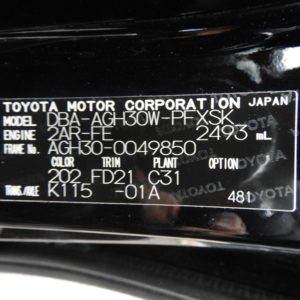 TOYOTA MOTOR CORPORATION JAPAN
MODEL DBA-AGH30W-PFXSK
ENGINE 2AR-FE 2493 mL
FRAME No. AGH30-0049850
COLOR TRIM PLANT OPTION
202 FD21 C31
TRANS/AXLE K115 -01A
481